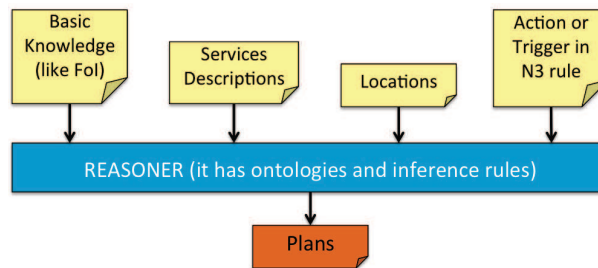 Basic
Knowledge
(like FoI)
Services
Descriptions
Locations
Action or
Trigger in
N3 rule
REASONER (it has ontologies and inference rules)
Plans